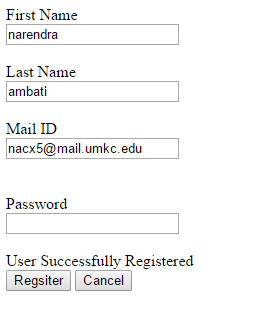 First Name
narendra
Last Name
ambati
Mail ID
nacx5@mail.umkc.edu
Password
User Successfully Registered
Regsiter Cancel